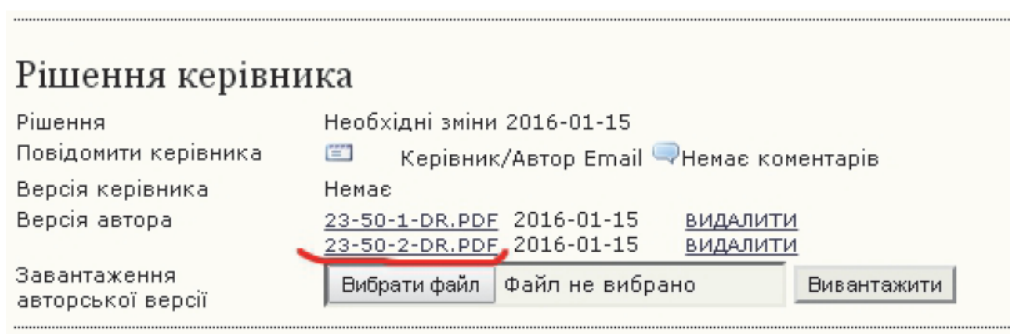 Рішення керівника
Рішення Необхідні зміни 2016-01-15
Повідомити керівника Керівник/Автор Email Немає коментарів
Версія керівника Немає
Версія автора 23-50-1-DR.PDF 2016-01-15 ВИДАЛИТИ
23-50-2-DR.PDF 2016-01-15 ВИДАЛИТИ
Завантаження
авторської версії Вибрати файл Файл не вибрано Вивантажити